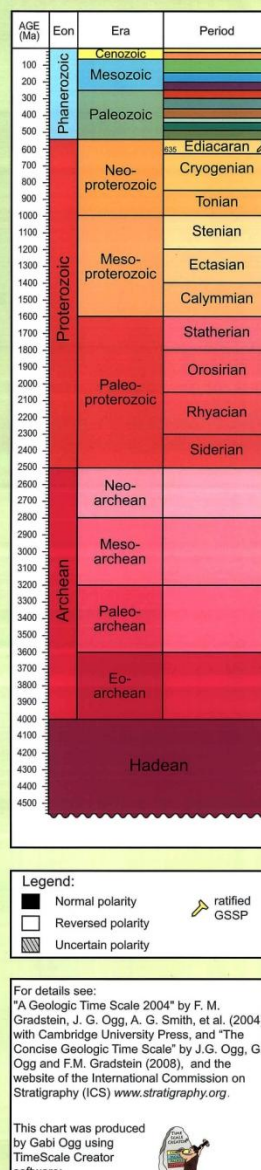 AGE (Ma)
Eon
Era
Period
Phanerozoic
Cenozoic
Mesozoic
Paleozoic
100
200
300
400
500
600
700
800
900
1000
1100
1200
1300
1400
1500
1600
1700
1800
1900
2000
2100
2200
2300
2400
2500
2600
2700
2800
2900
3000
3100
3200
3300
3400
3500
3600
3700
3800
3900
4000
4100
4200
4300
4400
4500
Proterozoic
Neo-
proterozoic
635 Ediacaran
Cryogenian
Tonian
Meso-
proterozoic
Stenian
Ectasian
Calymmian
Paleo-
proterozoic
Statherian
Orosirian
Rhyacian
Siderian
Archean
Neo-
archean
Meso-
archean
Paleo-
archean
Eo-
archean
Hadean
Legend:
Normal polarity
Reversed polarity
Uncertain polarity
ratified
GSSP
For details see:
"A Geologic Time Scale 2004" by F. M.
Gradstein, J. G. Ogg, A. G. Smith, et al. (2004
with Cambridge University Press, and "The
Concise Geologic Time Scale" by J.G. Ogg, G
Ogg and F.M. Gradstein (2008), and the
website of the International Commission on
Stratigraphy (ICS) www.stratigraphy.org.
This chart was produced
by Gabi Ogg using
TimeScale Creator
TIME
SCALE
CREATOR